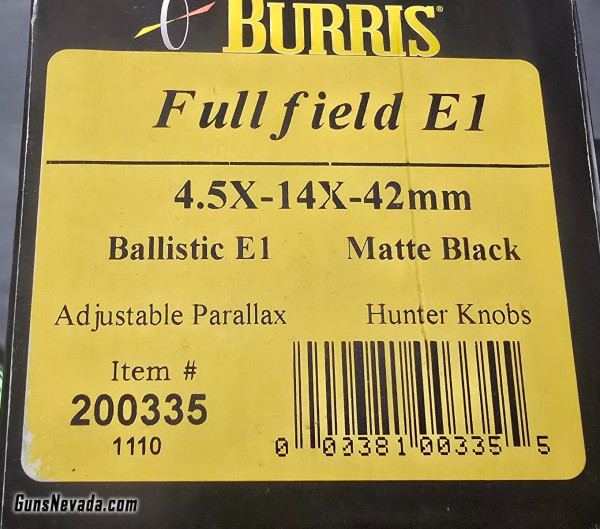 BURRIS®
Fullfield E1
4.5X-14X-42mm
Ballistic E1 Matte Black
Adjustable Parallax Hunter Knobs
Item #
200335
1110
0 00381 00335 5
GunsNevada.com